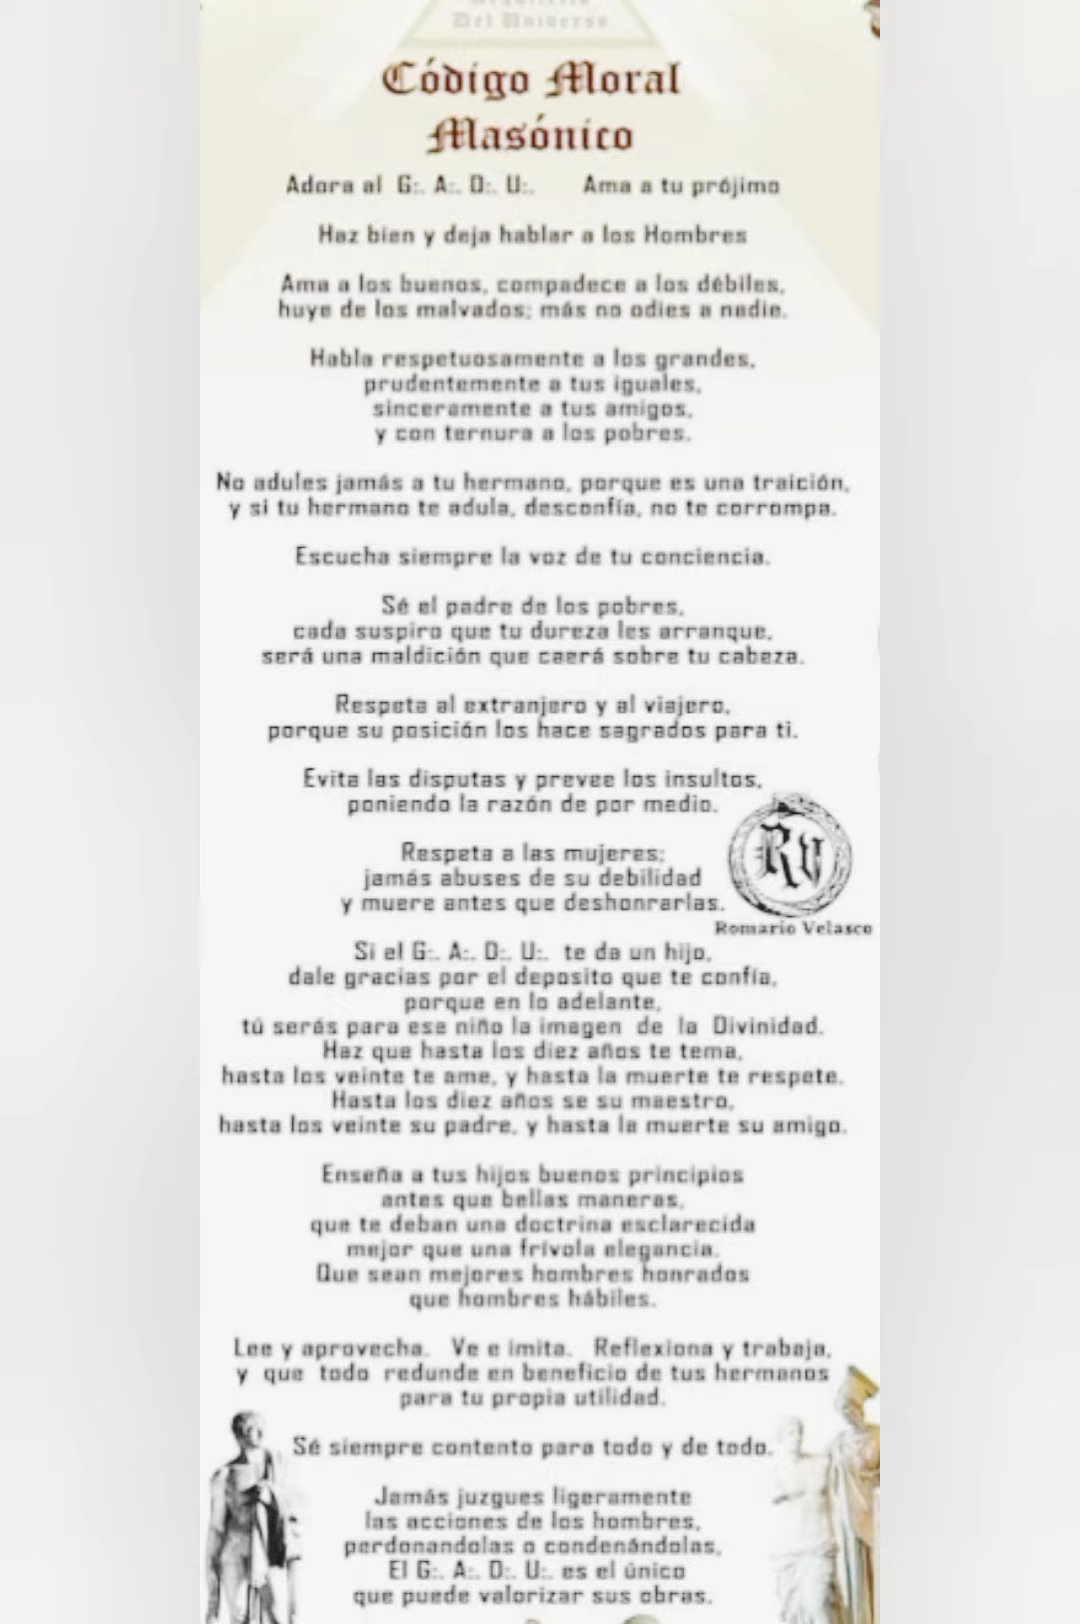 Del Universo
Código Moral
Masónico
Adora al G:. A:. D:. U:. Ama a tu prójimo
Haz bien y deja hablar a los Hombres
Ama a los buenos, compadece a los débiles,
huye de los malvados; más no odies a nadie.
Habla respetuosamente a los grandes,
prudentemente a tus iguales,
sinceramente a tus amigos,
y con ternura a los pobres.
No adules jamás a tu hermano, porque es una traición,
y si tu hermano te adula, desconfía, no te corrompa.
Escucha siempre la voz de tu conciencia.
Sé el padre de los pobres,
cada suspiro que tu dureza les arranque,
será una maldición que caerá sobre tu cabeza.
Respeta al extranjero y al viajero,
porque su posición los hace sagrados para ti.
Evita las disputas y prevee los insultos,
poniendo la razón de por medio.
Respeta a las mujeres;
jamás abuses de su debilidad
y muere antes que deshonrarlas.
RV
Romario Velasco
Si el G:. A:. D:. U:. te da un hijo,
dale gracias por el deposito que te confía,
porque en lo adelante,
tú serás para ese niño la imagen de la Divinidad.
Haz que hasta los diez años te tema,
hasta los veinte te ame, y hasta la muerte te respete.
Hasta los diez años se su maestro,
hasta los veinte su padre, y hasta la muerte su amigo.
Enseña a tus hijos buenos principios
antes que bellas maneras,
que te deban una doctrina esclarecida
mejor que una frívola elegancia.
Que sean mejores hombres honrados
que hombres hábiles.
Lee y aprovecha. Ve e imita. Reflexiona y trabaja,
y que todo redunde en beneficio de tus hermanos
para tu propia utilidad.
Sé siempre contento para todo y de todo.
Jamás juzgues ligeramente
las acciones de los hombres,
perdonandolas o condenándolas,
El G:. A:. D:. U:. es el único
que puede valorizar sus obras.